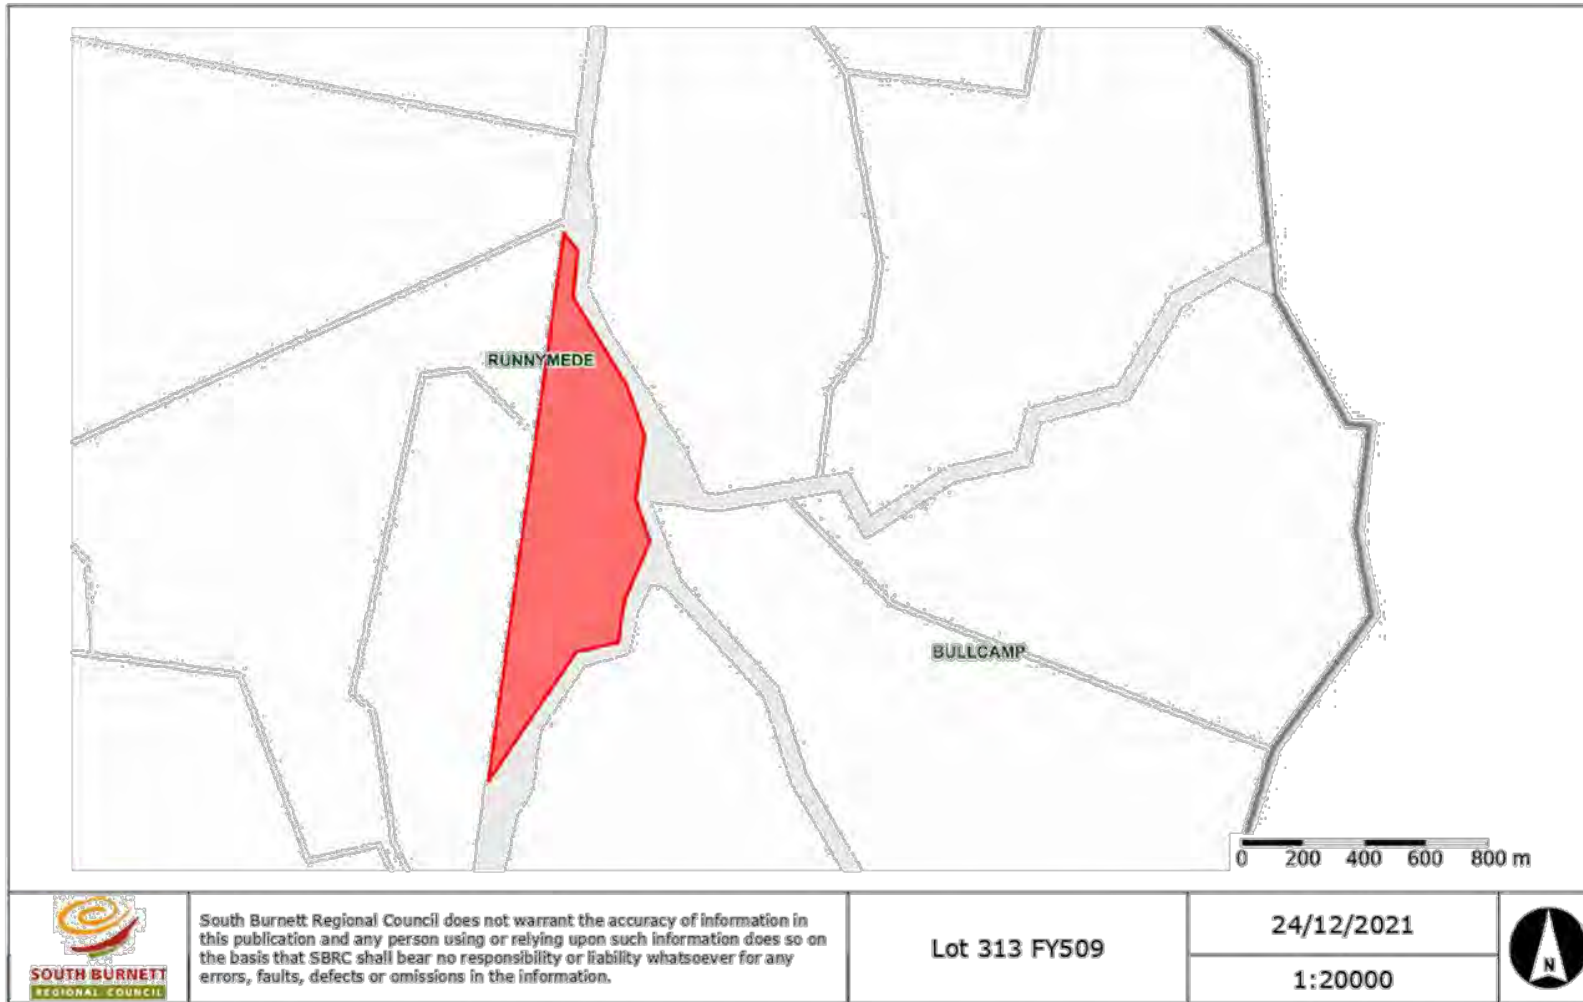 RUNNYMEDE
BULLCAMP
0 200 400 600 800 m
SOUTH BURNETT
REGIONAL COUNCIL
South Burnett Regional Council does not warrant the accuracy of information in
this publication and any person using or relying upon such information does so on
the basis that SBRC shall bear no responsibility or liability whatsoever for any
errors, faults, defects or omissions in the information.
Lot 313 FY509
24/12/2021
1:20000
N